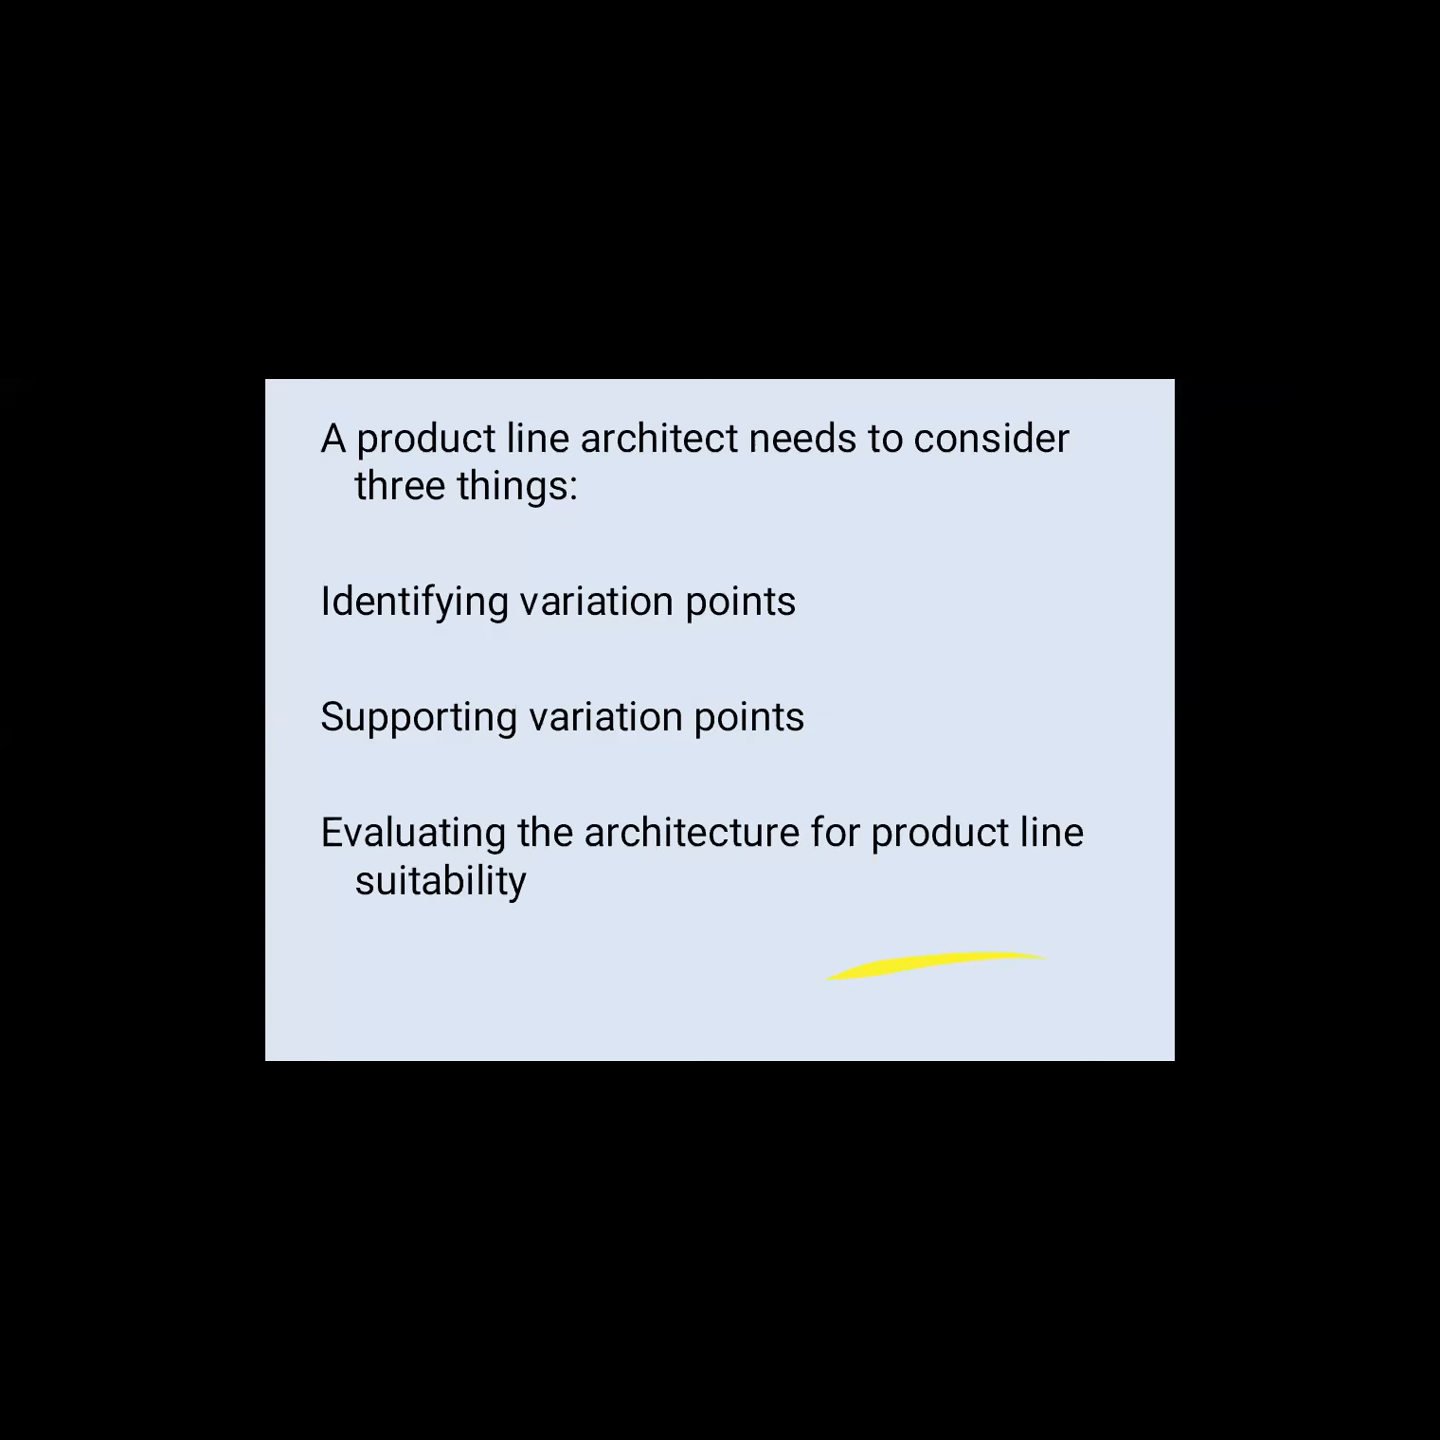 A product line architect needs to consider
three things:
Identifying variation points
Supporting variation points
Evaluating the architecture for product line
suitability